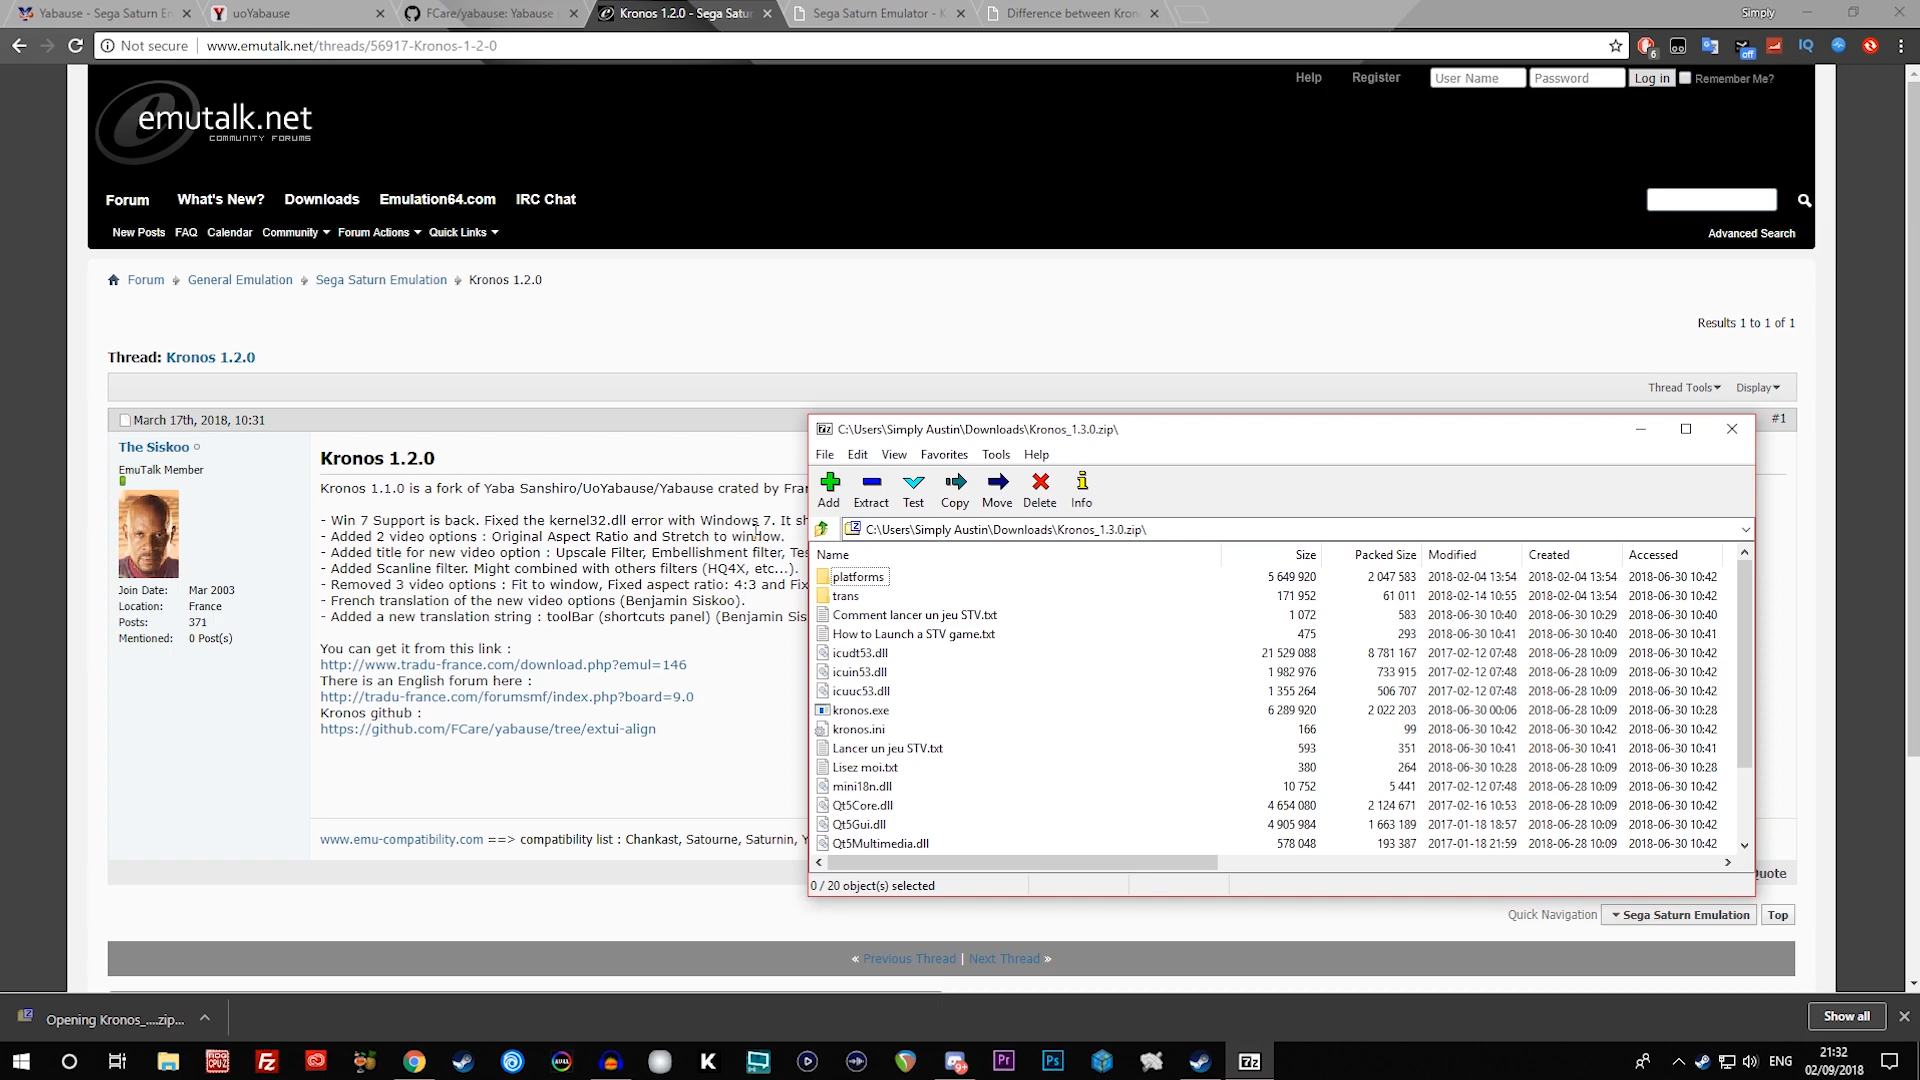 Yabause - Sega Saturn En
uoYabause
FCare/yabause: Yabause
Kronos 1.2.0 - Sega Satur
Sega Saturn Emulator - K
Difference between Kron
Simply
Not secure
www.emutalk.net/threads/56917-Kronos-1-2-0
6
off
IQ
Help
Register
User Name
Password
Log in
Remember Me?
emutalk.net
COMMUNITY FORUMS
Forum What's New? Downloads Emulation64.com IRC Chat
New Posts FAQ Calendar Community Forum Actions Quick Links
Advanced Search
Forum General Emulation Sega Saturn Emulation Kronos 1.2.0
Results 1 to 1 of 1
Thread: Kronos 1.2.0
Thread Tools Display
March 17th, 2018, 10:31
#1
The Siskoo
EmuTalk Member
Join Date: Mar 2003
Location: France
Posts: 371
Mentioned: 0 Post(s)
Kronos 1.2.0
Kronos 1.1.0 is a fork of Yaba Sanshiro/UoYabause/Yabause crated by Fran
- Win 7 Support is back. Fixed the kernel32.dll error with Windows 7. It sh
- Added 2 video options : Original Aspect Ratio and Stretch to window.
- Added title for new video option : Upscale Filter, Embellishment filter, Tes
- Added Scanline filter. Might combined with others filters (HQ4X, etc...).
- Removed 3 video options : Fit to window, Fixed aspect ratio: 4:3 and Fix
- French translation of the new video options (Benjamin Siskoo).
- Added a new translation string : toolBar (shortcuts panel) (Benjamin Sis
You can get it from this link :
http://www.tradu-france.com/download.php?emul=146
There is an English forum here :
http://tradu-france.com/forumsmf/index.php?board=9.0
Kronos github :
https://github.com/FCare/yabause/tree/extui-align
www.emu-compatibility.com ==> compatibility list : Chankast, Satourne, Saturnin, Y
Quote
Quick Navigation Sega Saturn Emulation Top
« Previous Thread | Next Thread »
7z C:\Users\Simply Austin\Downloads\Kronos_1.3.0.zip\
File Edit View Favorites Tools Help
Add Extract Test Copy Move Delete Info
C:\Users\Simply Austin\Downloads\Kronos_1.3.0.zip\
Name Size Packed Size Modified Created Accessed
platforms 5 649 920 2 047 583 2018-02-04 13:54 2018-02-04 13:54 2018-06-30 10:42
trans 171 952 61 011 2018-02-14 10:55 2018-02-04 13:54 2018-06-30 10:42
Comment lancer un jeu STV.txt 1 072 583 2018-06-30 10:40 2018-06-30 10:29 2018-06-30 10:40
How to Launch a STV game.txt 475 293 2018-06-30 10:41 2018-06-30 10:40 2018-06-30 10:41
icudt53.dll 21 529 088 8 781 167 2017-02-12 07:48 2018-06-28 10:09 2018-06-30 10:42
icuin53.dll 1 982 976 733 915 2017-02-12 07:48 2018-06-28 10:09 2018-06-30 10:42
icuuc53.dll 1 355 264 506 707 2017-02-12 07:48 2018-06-28 10:09 2018-06-30 10:42
kronos.exe 6 289 920 2 022 203 2018-06-30 00:06 2018-06-28 10:09 2018-06-30 10:28
kronos.ini 166 99 2018-06-30 10:42 2018-06-30 10:42 2018-06-30 10:42
Lancer un jeu STV.txt 593 351 2018-06-30 10:41 2018-06-30 10:41 2018-06-30 10:41
Lisez moi.txt 380 264 2018-06-30 10:28 2018-06-28 10:09 2018-06-30 10:28
mini18n.dll 10 752 5 441 2017-02-12 07:48 2018-06-28 10:09 2018-06-30 10:42
Qt5Core.dll 4 654 080 2 124 671 2017-02-16 10:53 2018-06-28 10:09 2018-06-30 10:42
Qt5Gui.dll 4 905 984 1 663 189 2017-01-18 18:57 2018-06-28 10:09 2018-06-30 10:42
Qt5Multimedia.dll 578 048 193 387 2017-01-18 21:59 2018-06-28 10:09 2018-06-30 10:42
0 / 20 object(s) selected
Opening Kronos_....zip...
Show all
K
Pr
Ps
7z
ENG
21:32
02/09/2018